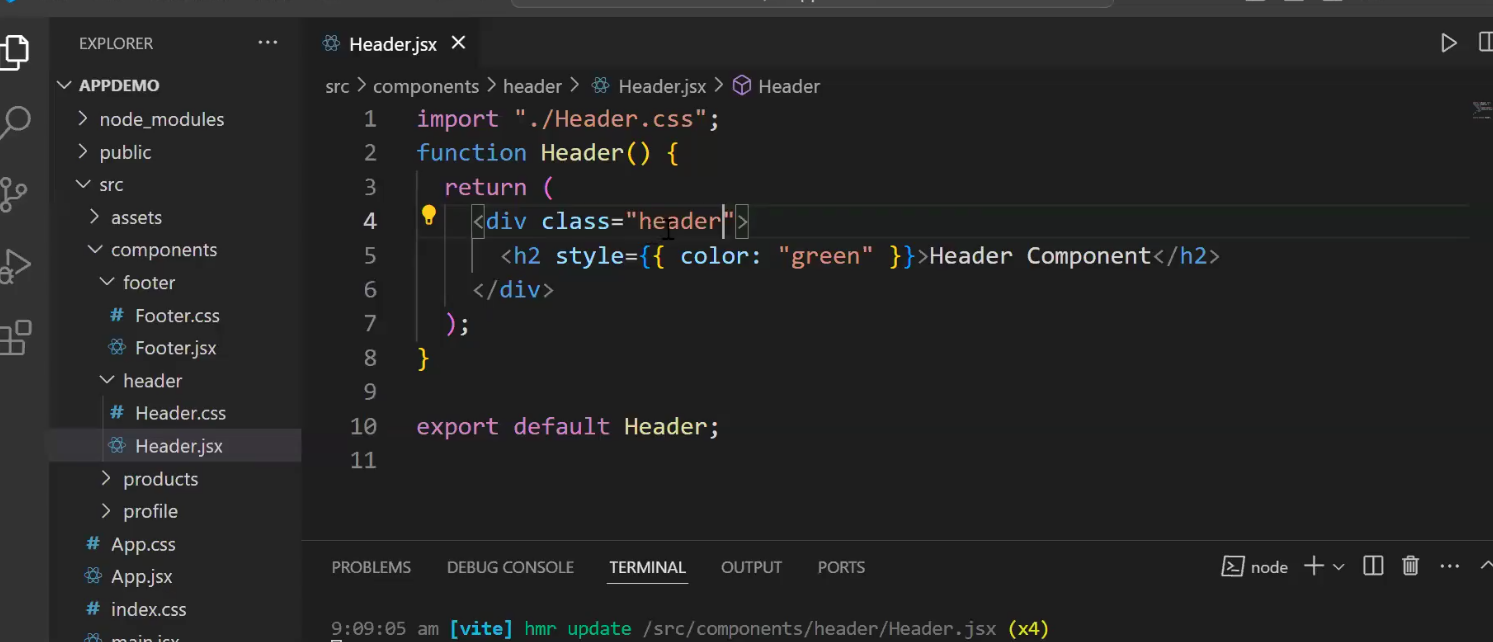 EXPLORER ...
Header.jsx
APPDEMO
node_modules
public
src
assets
components
footer
Footer.css
Footer.jsx
header
Header.css
Header.jsx
products
profile
App.css
App.jsx
index.css
main.jsx
src > components > header > Header.jsx > Header
1 import "./Header.css";
2 function Header() {
3 return (
4 <div class="header">
5 <h2 style={{ color: "green" }}>Header Component</h2>
6 </div>
7 );
8 }
9
10 export default Header;
11
PROBLEMS DEBUG CONSOLE TERMINAL OUTPUT PORTS node
9:09:05 am [vite] hmr update /src/components/header/Header.jsx (x4)